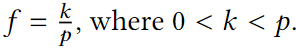 f = k/p, where 0 < k < p.